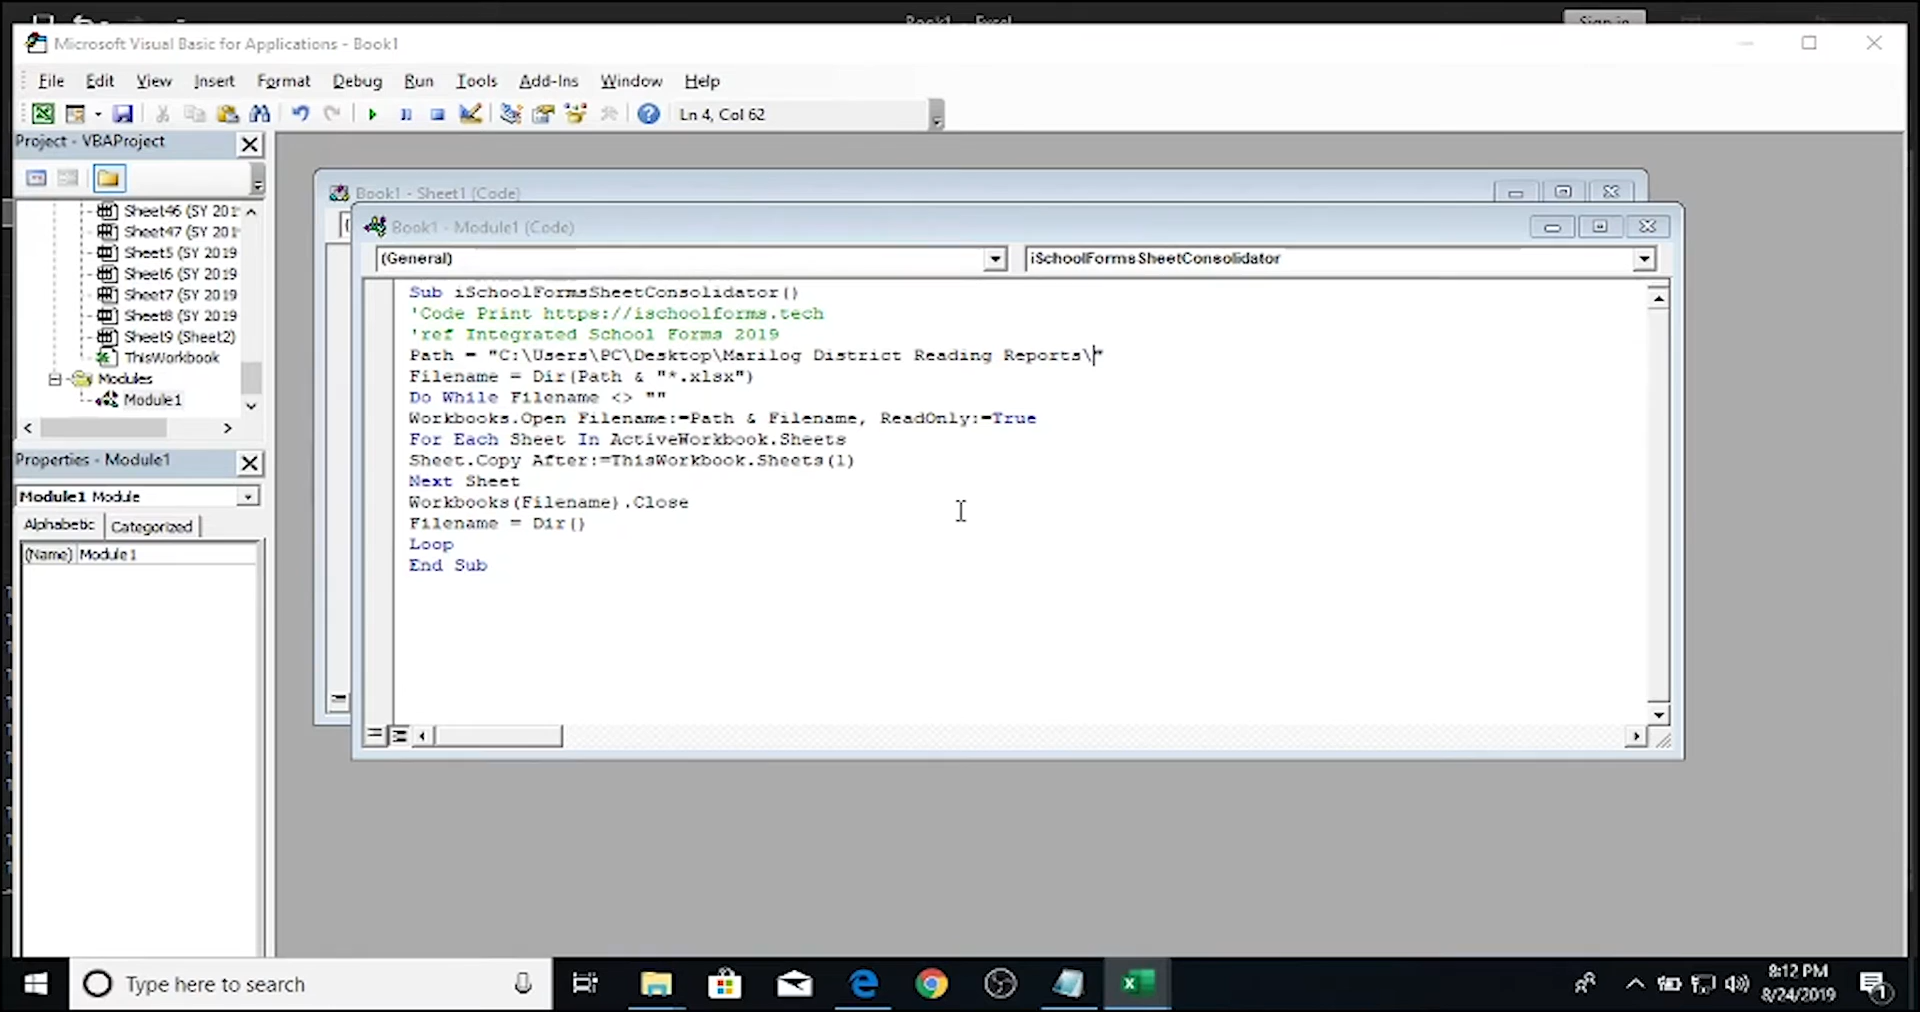 Book1 - Excel
Sign in
Microsoft Visual Basic for Applications - Book1
File Edit View Insert Format Debug Run Tools Add-Ins Window Help
Ln 4, Col 62
Project - VBAProject
Sheet46 (SY 201
Sheet47 (SY 201
Sheet5 (SY 2019
Sheet6 (SY 2019
Sheet7 (SY 2019
Sheet8 (SY 2019
Sheet9 (Sheet2)
ThisWorkbook
Modules
Module1
Properties - Module1
Module1 Module
Alphabetic Categorized
(Name) Module1
Book1 - Sheet1 (Code)
Book1 - Module1 (Code)
(General) iSchoolFormsSheetConsolidator
Sub iSchoolFormsSheetConsolidator()
'Code Print https://ischoolforms.tech
'ref Integrated School Forms 2019
Path = "C:\Users\PC\Desktop\Marilog District Reading Reports\"
Filename = Dir(Path & "*.xlsx")
Do While Filename <> ""
Workbooks.Open Filename:=Path & Filename, ReadOnly:=True
For Each Sheet In ActiveWorkbook.Sheets
Sheet.Copy After:=ThisWorkbook.Sheets(1)
Next Sheet
Workbooks(Filename).Close
Filename = Dir()
Loop
End Sub
Type here to search
8:12 PM
8/24/2019
1